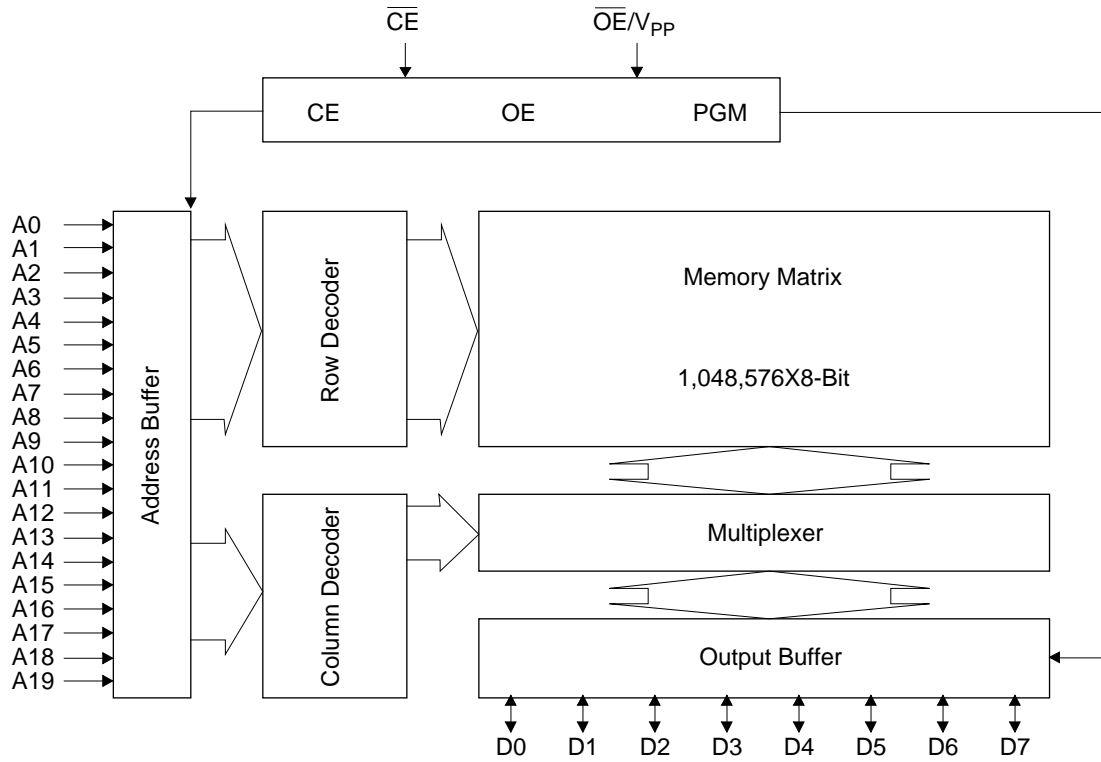 C̅E̅ O̅E̅/VPP
CE OE PGM
A0
A1
A2
A3
A4
A5
A6
A7
A8
A9
A10
A11
A12
A13
A14
A15
A16
A17
A18
A19
Address Buffer
Row Decoder
Column Decoder
Memory Matrix
1,048,576X8-Bit
Multiplexer
Output Buffer
D0 D1 D2 D3 D4 D5 D6 D7